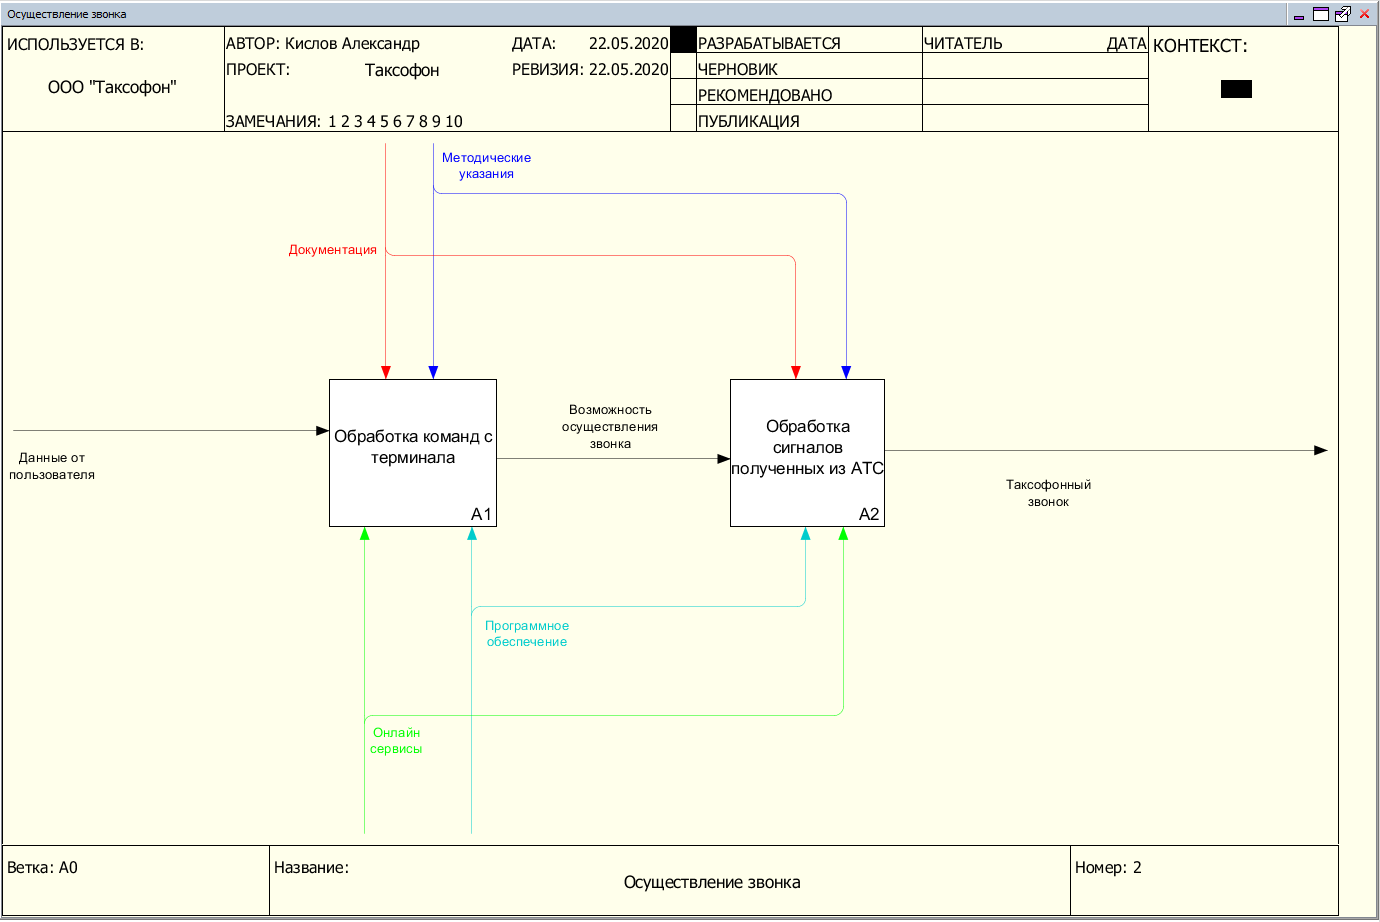 Осуществление звонка
ИСПОЛЬЗУЕТСЯ В:
ООО "Таксофон"
АВТОР: Кислов Александр
ДАТА: 22.05.2020
ПРОЕКТ: Таксофон
РЕВИЗИЯ: 22.05.2020
ЗАМЕЧАНИЯ: 1 2 3 4 5 6 7 8 9 10
РАЗРАБАТЫВАЕТСЯ
ЧЕРНОВИК
РЕКОМЕНДОВАНО
ПУБЛИКАЦИЯ
ЧИТАТЕЛЬ ДАТА
КОНТЕКСТ:
Методические
указания
Документация
Данные от
пользователя
Обработка команд с
терминала
A1
Возможность
осуществления
звонка
Обработка
сигналов
полученных из АТС
A2
Таксофонный
звонок
Программное
обеспечение
Онлайн
сервисы
Ветка: A0
Название:
Осуществление звонка
Номер: 2